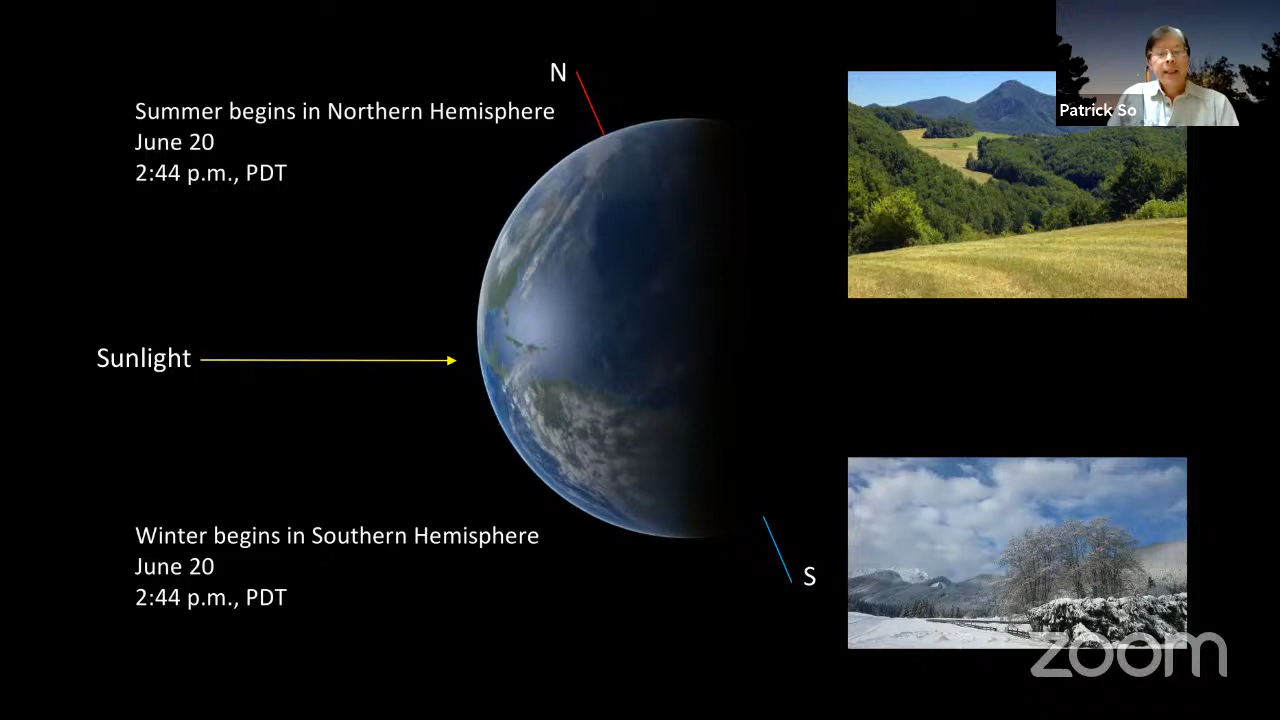 N
Summer begins in Northern Hemisphere
June 20
2:44 p.m., PDT
Patrick So
Sunlight
Winter begins in Southern Hemisphere
June 20
2:44 p.m., PDT
S
zoom